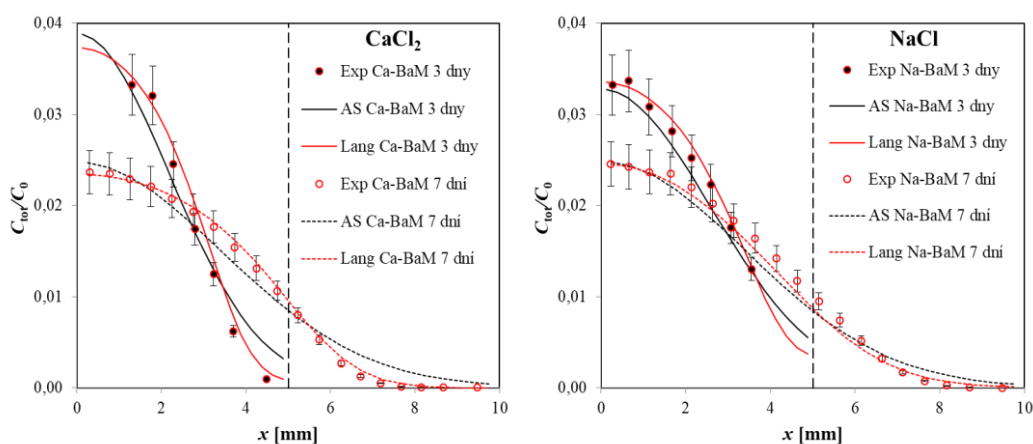 0,04
0,03
0,02
0,01
0,00
C_tot/C_0
CaCl₂
Exp Ca-BaM 3 dny
AS Ca-BaM 3 dny
Lang Ca-BaM 3 dny
Exp Ca-BaM 7 dní
AS Ca-BaM 7 dní
Lang Ca-BaM 7 dní
0 2 4 6 8 10
x [mm]
0,04
0,03
0,02
0,01
0,00
C_tot/C_0
NaCl
Exp Na-BaM 3 dny
AS Na-BaM 3 dny
Lang Na-BaM 3 dny
Exp Na-BaM 7 dní
AS Na-BaM 7 dní
Lang Na-BaM 7 dní
0 2 4 6 8 10
x [mm]